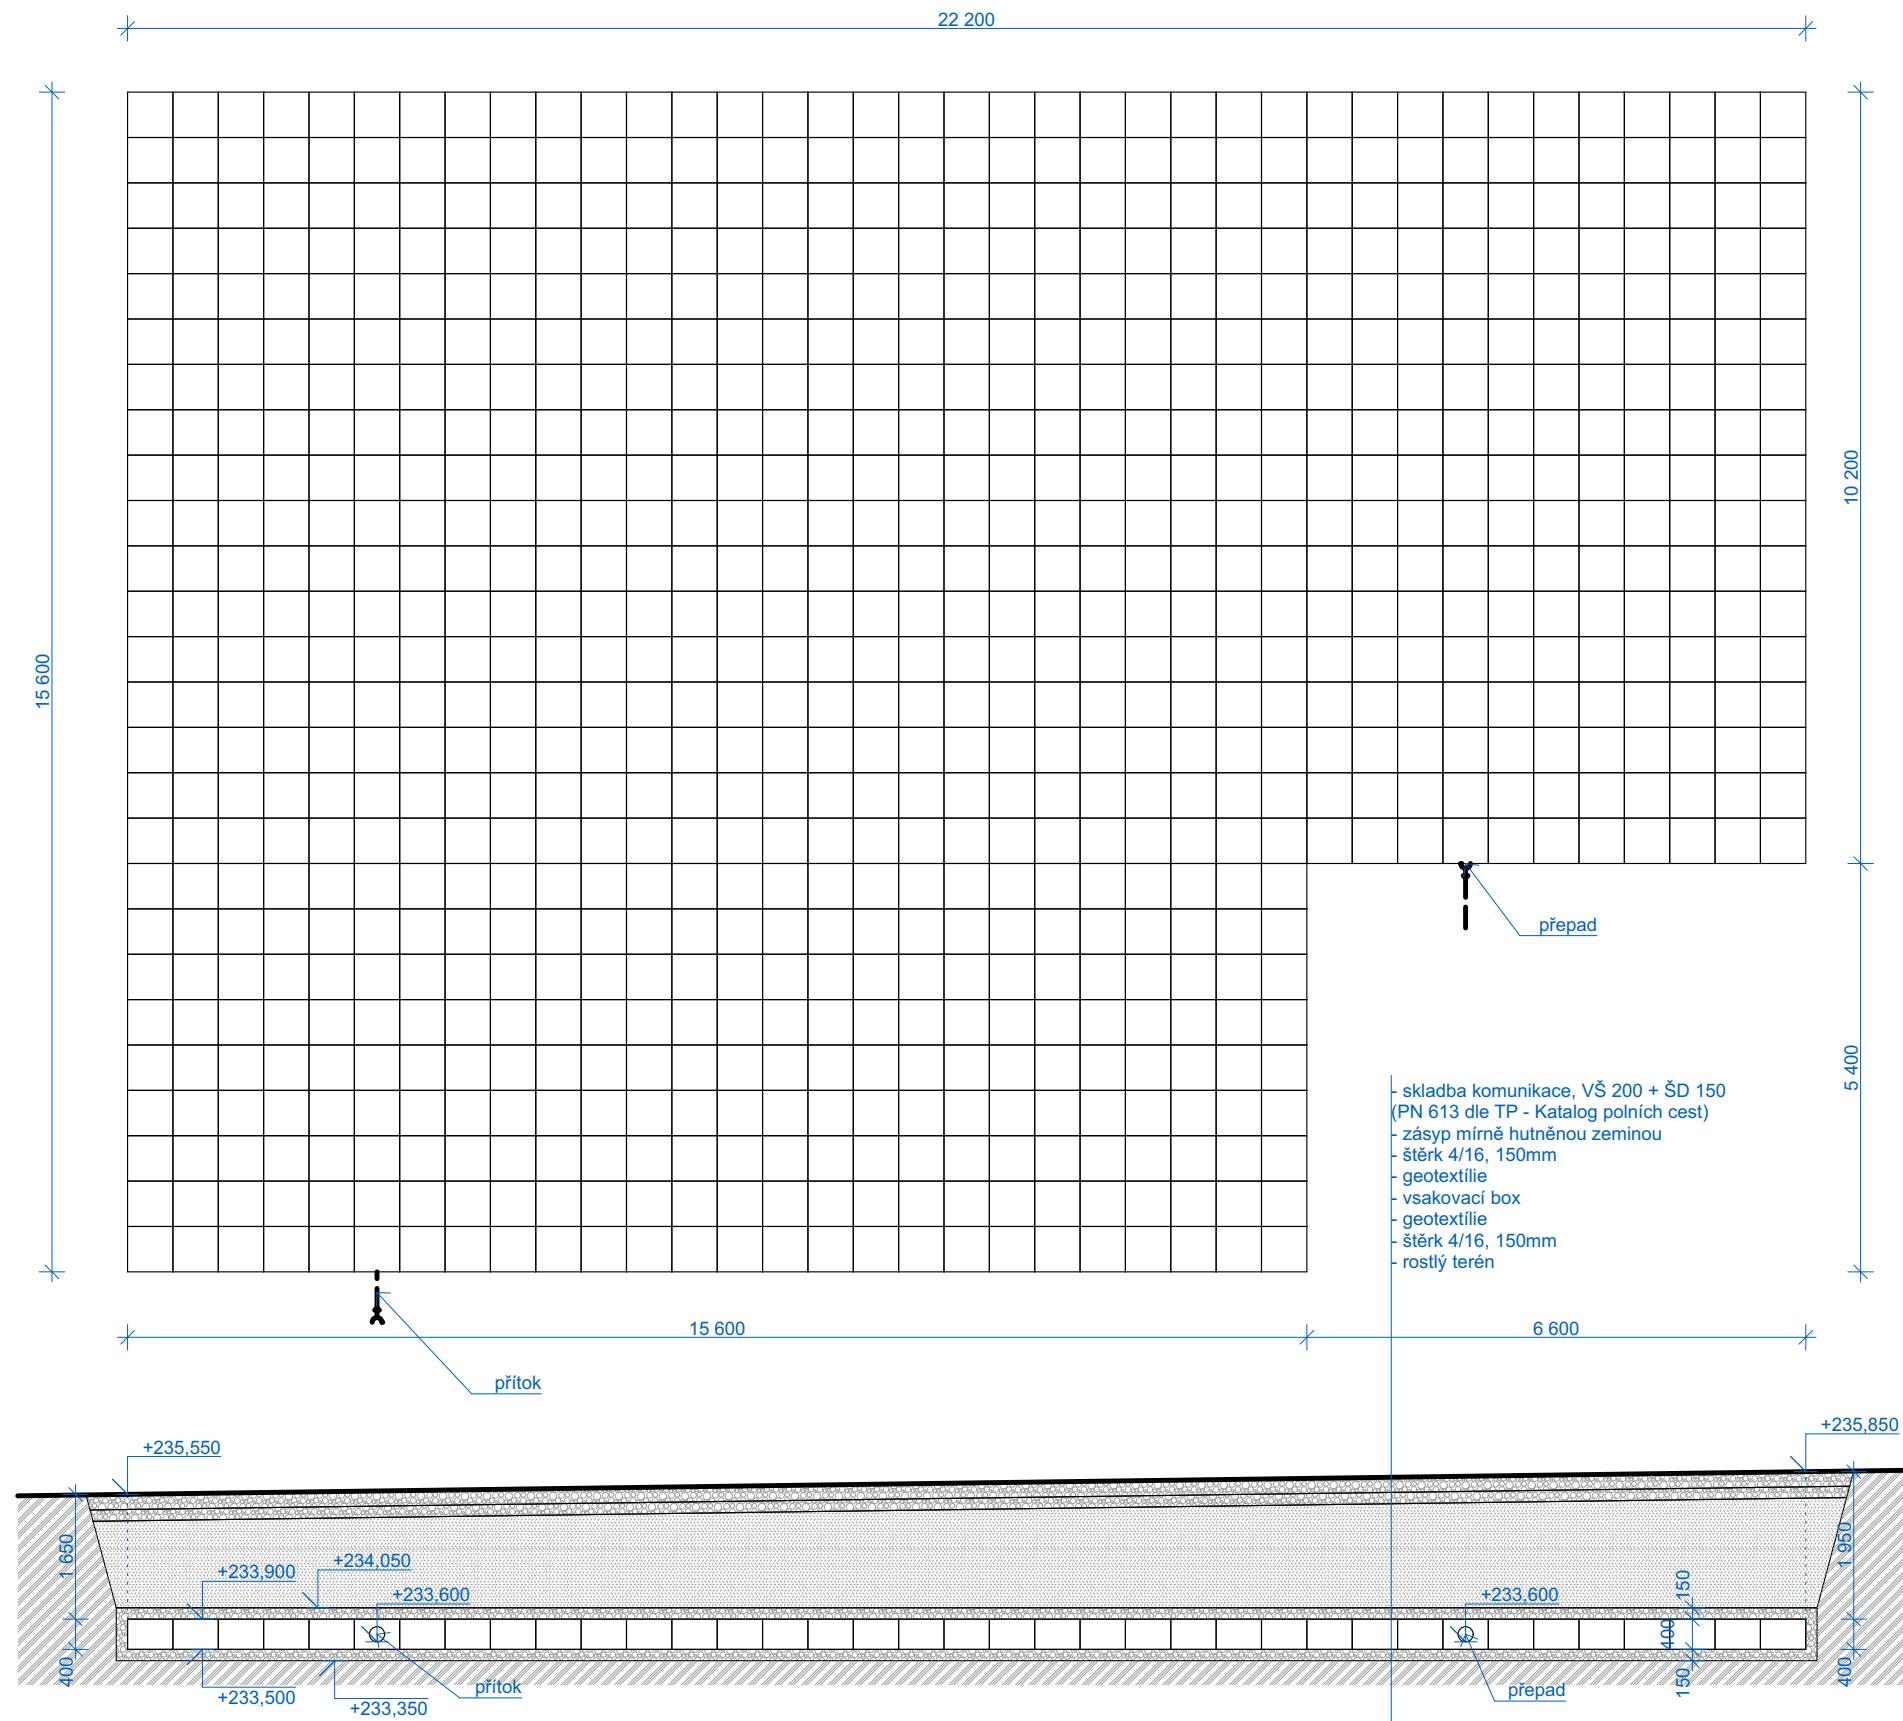 22 200
15 600
10 200
5 400
přepad
- skladba komunikace, VŠ 200 + ŠD 150
(PN 613 dle TP - Katalog polních cest)
- zásyp mírně hutněnou zeminou
- štěrk 4/16, 150mm
- geotextílie
- vsakovací box
- geotextílie
- štěrk 4/16, 150mm
- rostlý terén
15 600
6 600
přítok
+235,550
+235,850
1 650
1 950
+234,050
+233,900
+233,600
+233,600
150
400
150
400
400
přítok
přepad
+233,500
+233,350